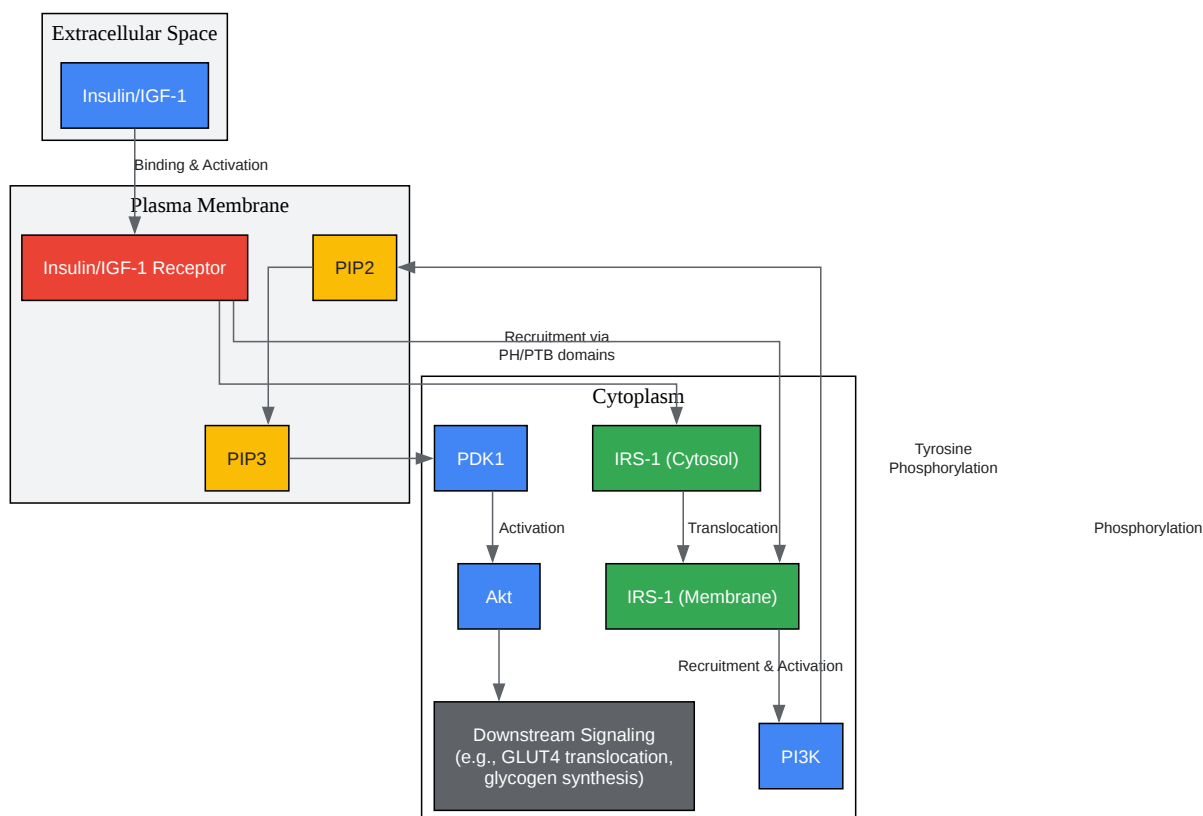 Extracellular Space
Insulin/IGF-1
Binding & Activation
Plasma Membrane
Insulin/IGF-1 Receptor
PIP2
Recruitment via
PH/PTB domains
Cytoplasm
PIP3
PDK1
IRS-1 (Cytosol)
Tyrosine
Phosphorylation
Activation
Translocation
Phosphorylation
Akt
IRS-1 (Membrane)
Recruitment & Activation
Downstream Signaling
(e.g., GLUT4 translocation,
glycogen synthesis)
PI3K